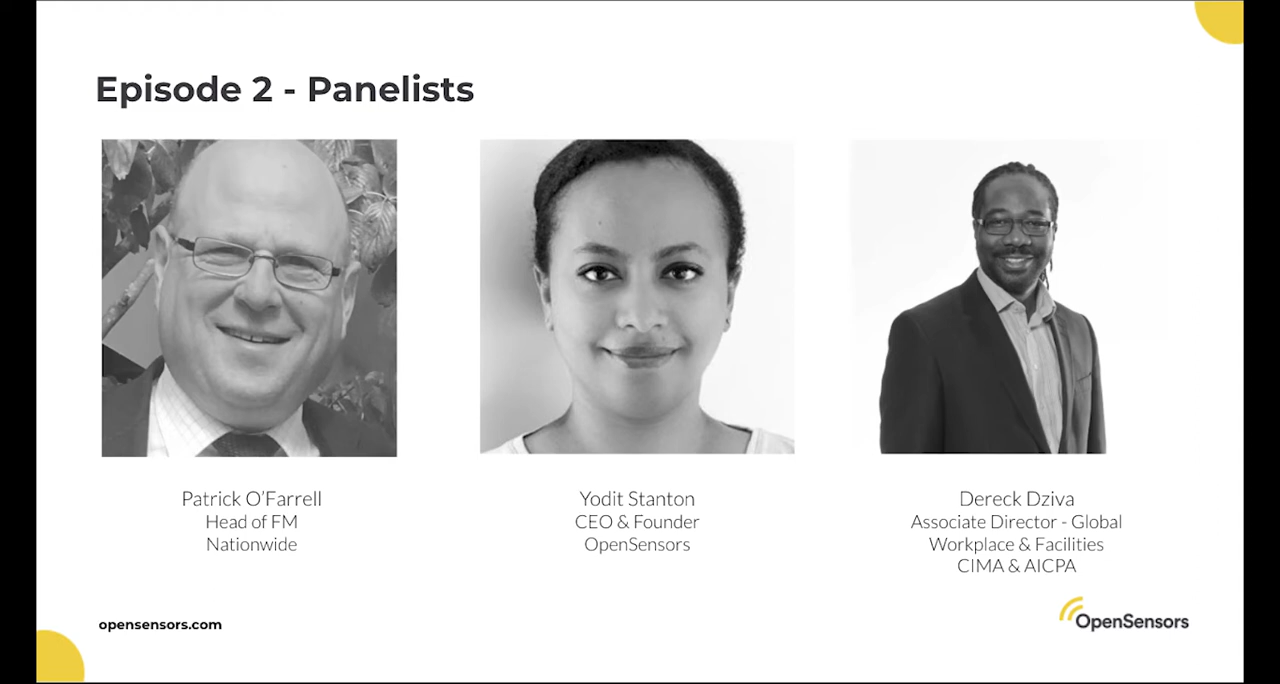 Episode 2 - Panelists
Patrick O’Farrell
Head of FM
Nationwide
Yodit Stanton
CEO & Founder
OpenSensors
Dereck Dziva
Associate Director - Global
Workplace & Facilities
CIMA & AICPA
opensensors.com
OpenSensors